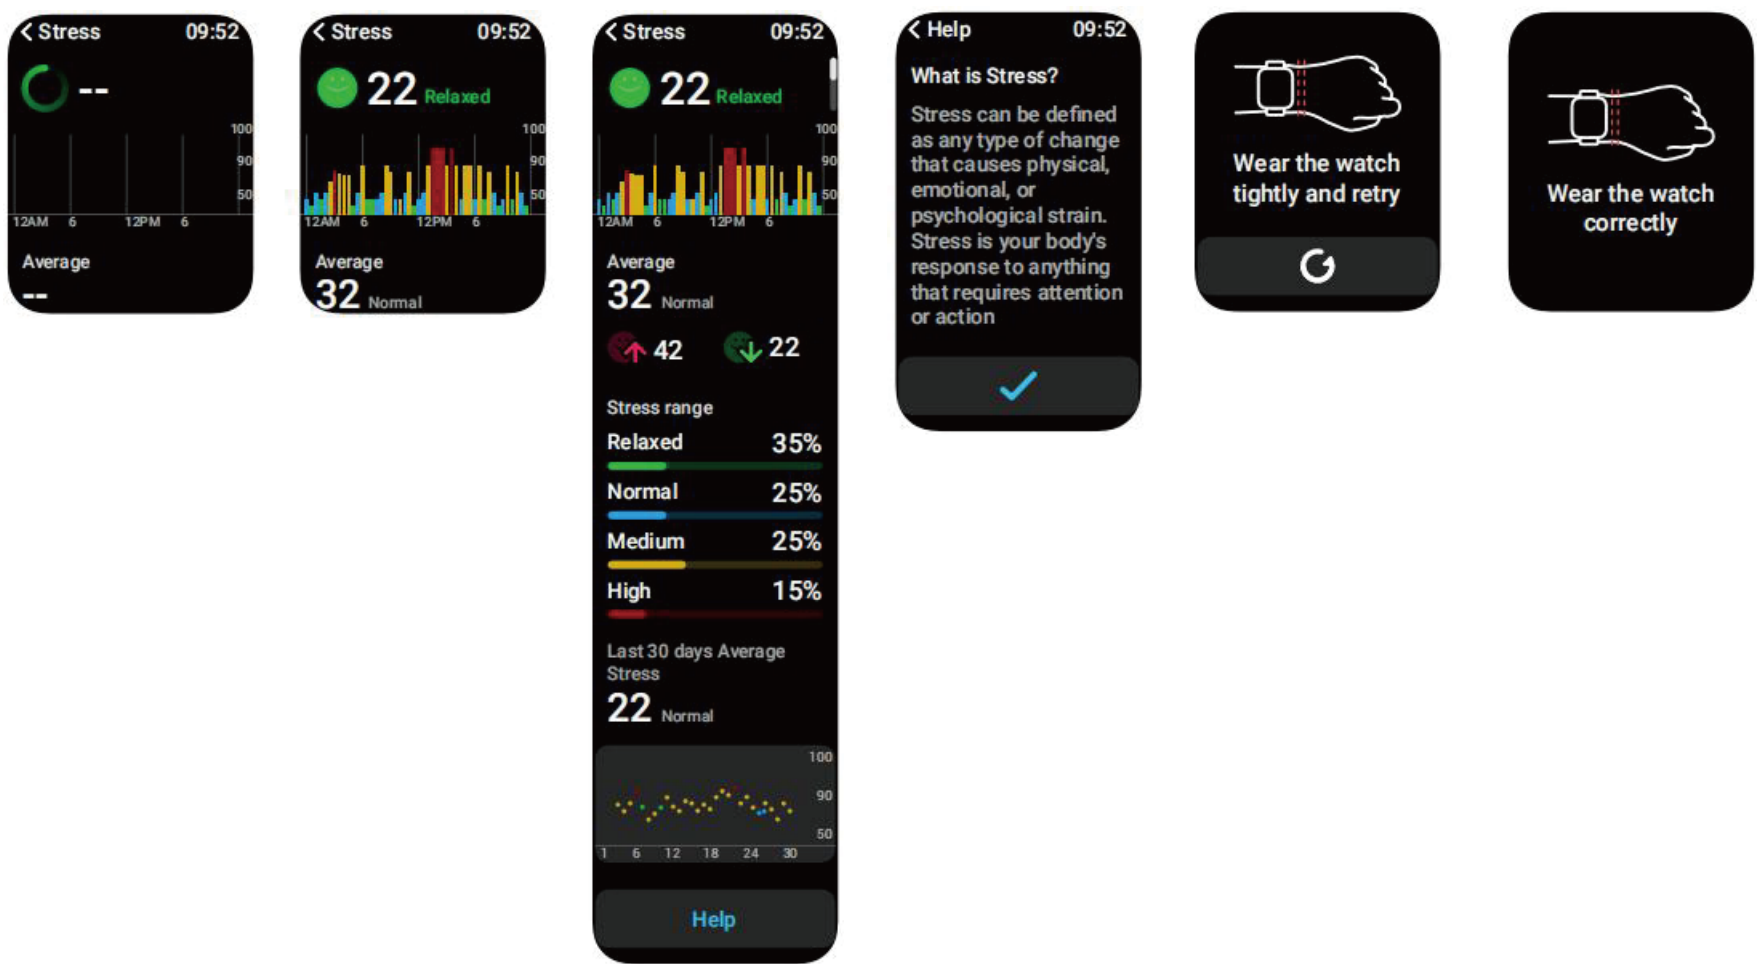 Stress 09:52
--
100
90
50
12AM 6 12PM 6
Average
--
Stress 09:52
22 Relaxed
100
90
50
12AM 6 12PM 6
Average
32 Normal
Stress 09:52
22 Relaxed
100
90
50
12AM 6 12PM 6
Average
32 Normal
42 22
Stress range
Relaxed 35%
Normal 25%
Medium 25%
High 15%
Last 30 days Average
Stress
22 Normal
100
90
50
1 6 12 18 24 30
Help
Help 09:52
What is Stress?
Stress can be defined
as any type of change
that causes physical,
emotional, or
psychological strain.
Stress is your body's
response to anything
that requires attention
or action
Wear the watch
tightly and retry
Wear the watch
correctly